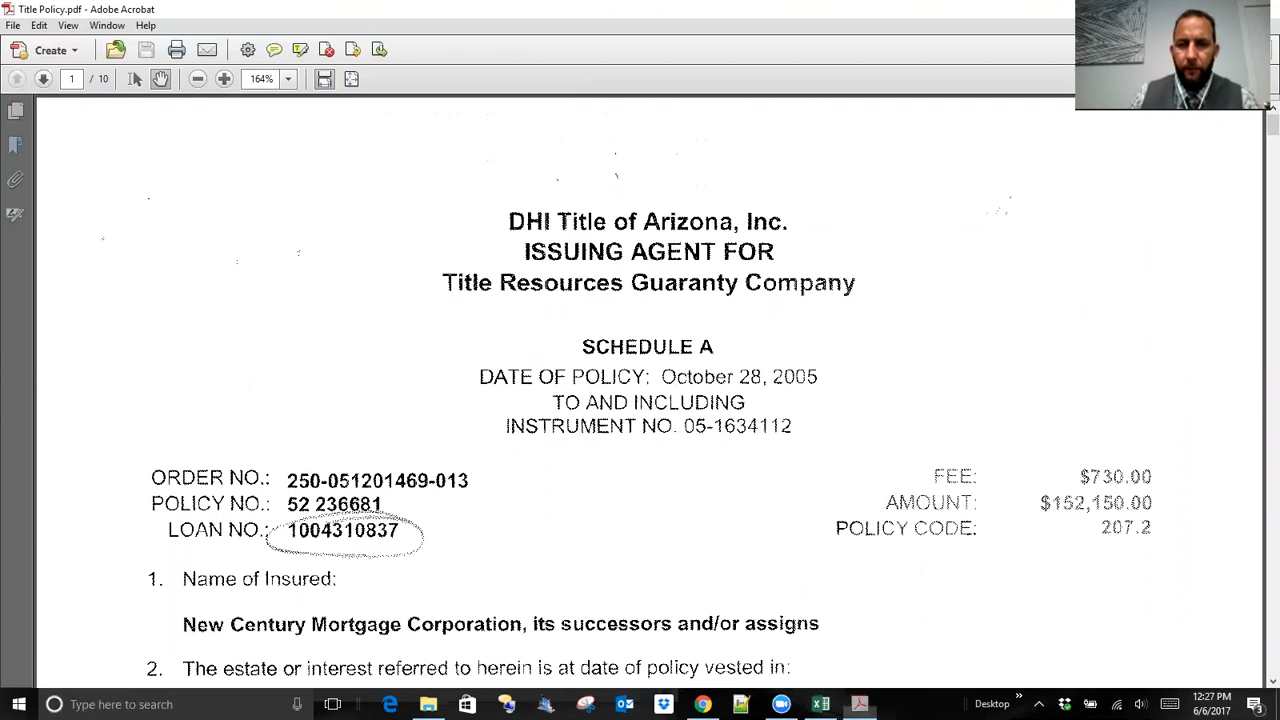 Title Policy.pdf - Adobe Acrobat
File Edit View Window Help
Create
1 / 10 164%
DHI Title of Arizona, Inc.
ISSUING AGENT FOR
Title Resources Guaranty Company
SCHEDULE A
DATE OF POLICY: October 28, 2005
TO AND INCLUDING
INSTRUMENT NO. 05-1634112
ORDER NO.: 250-051201469-013 FEE: $730.00
POLICY NO.: 52 236681 AMOUNT: $152,150.00
LOAN NO.: 1004310837 POLICY CODE: 207.2
1. Name of Insured:
New Century Mortgage Corporation, its successors and/or assigns
2. The estate or interest referred to herein is at date of policy vested in:
Type here to search Desktop 12:27 PM
6/6/2017